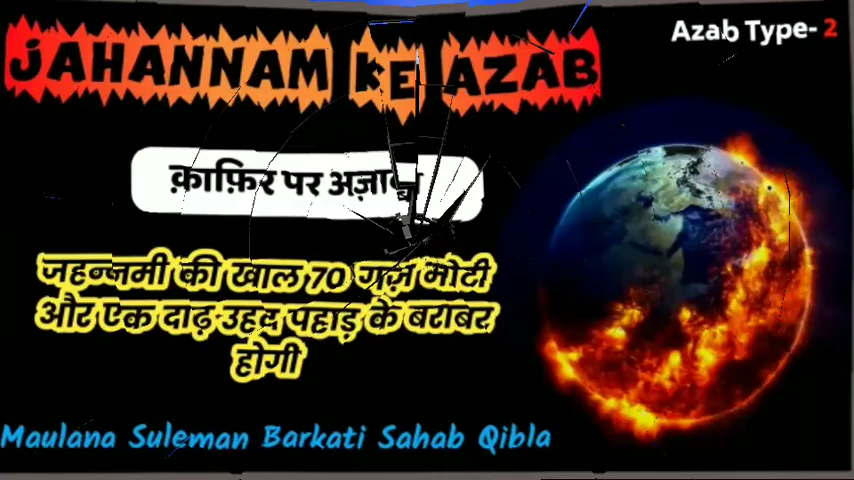 Azab Type- 2
JAHANNAM KE AZAB
क़ाफ़िर पर अज़ाब
जहन्नमी की खाल 70 गज़ मोटी
और एक दाढ़ उहद पहाड़ के बराबर
होगी
Maulana Suleman Barkati Sahab Qibla